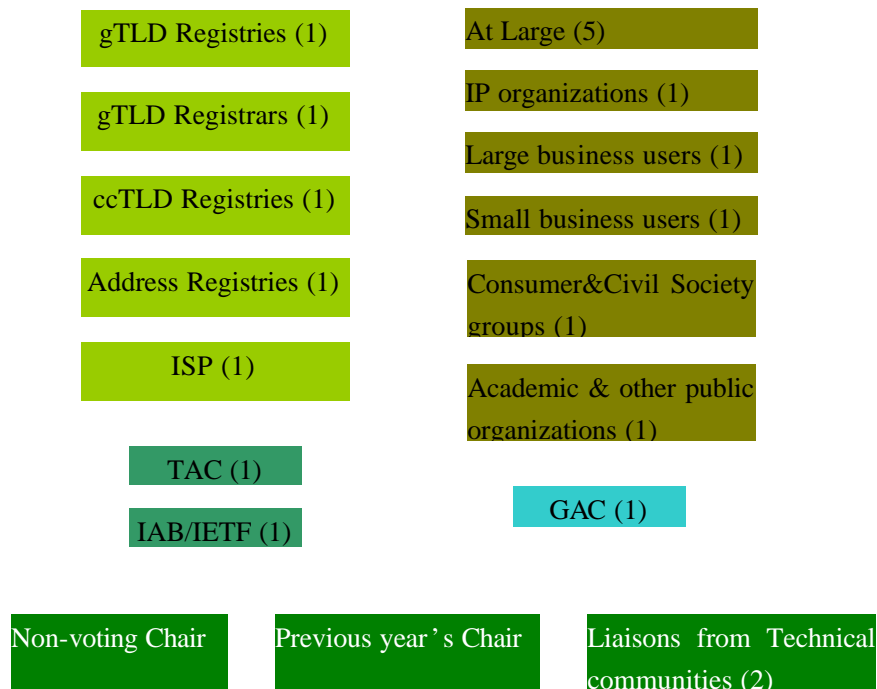 gTLD Registries (1)
gTLD Registrars (1)
ccTLD Registries (1)
Address Registries (1)
ISP (1)
TAC (1)
IAB/IETF (1)
At Large (5)
IP organizations (1)
Large business users (1)
Small business users (1)
Consumer&Civil Society
groups (1)
Academic & other public
organizations (1)
GAC (1)
Non-voting Chair
Previous year’s Chair
Liaisons from Technical
communities (2)